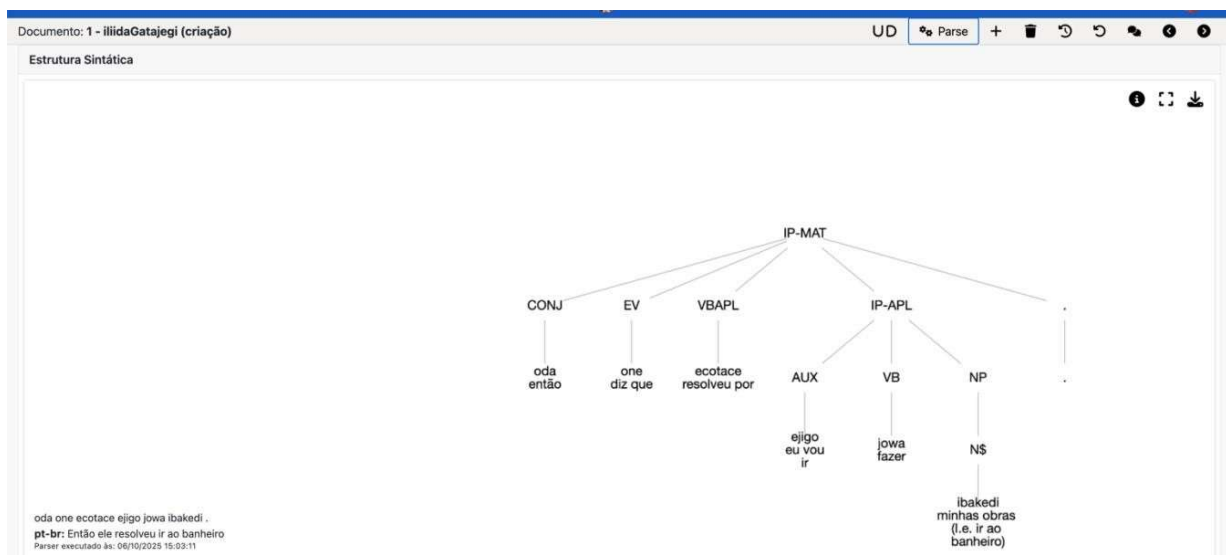 Documento: 1 - iliidaGatajegi (criação)
UD Parse
Estrutura Sintática
IP-MAT
CONJ EV VBAPL IP-APL .
oda one ecotace AUX VB NP .
então diz que resolveu por
ejigo jowa N$
eu vou fazer
ir
ibakedi
minhas obras
(I.e. ir ao
banheiro)
oda one ecotace ejigo jowa ibakedi .
pt-br: Então ele resolveu ir ao banheiro
Parser executado às: 06/10/2025 15:03:11